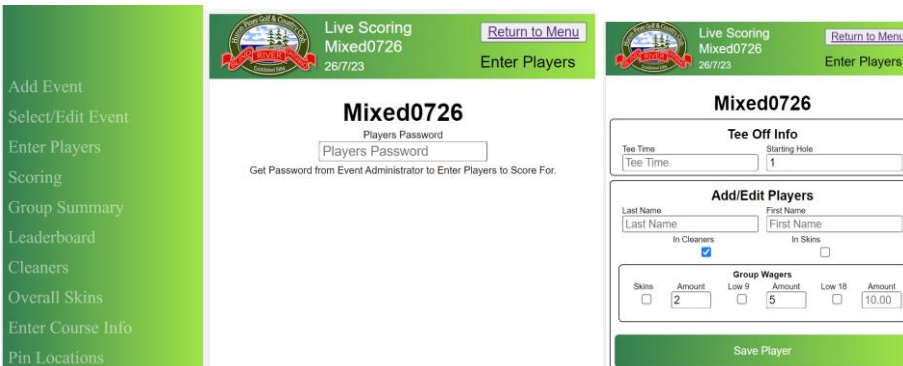 Add Event
Select/Edit Event
Enter Players
Scoring
Group Summary
Leaderboard
Cleaners
Overall Skins
Enter Course Info
Pin Locations
Live Scoring
Mixed0726
26/7/23
Return to Menu
Enter Players
RIVER
Mixed0726
Players Password
Players Password
Get Password from Event Administrator to Enter Players to Score For.
Live Scoring
Mixed0726
26/7/23
Return to Menu
Enter Players
RIVER
Mixed0726
Tee Off Info
Tee Time Starting Hole
Tee Time 1
Add/Edit Players
Last Name First Name
Last Name First Name
In Cleaners In Skins
Group Wagers
Skins Amount Low 9 Amount Low 18 Amount
2 5 10.00
Save Player